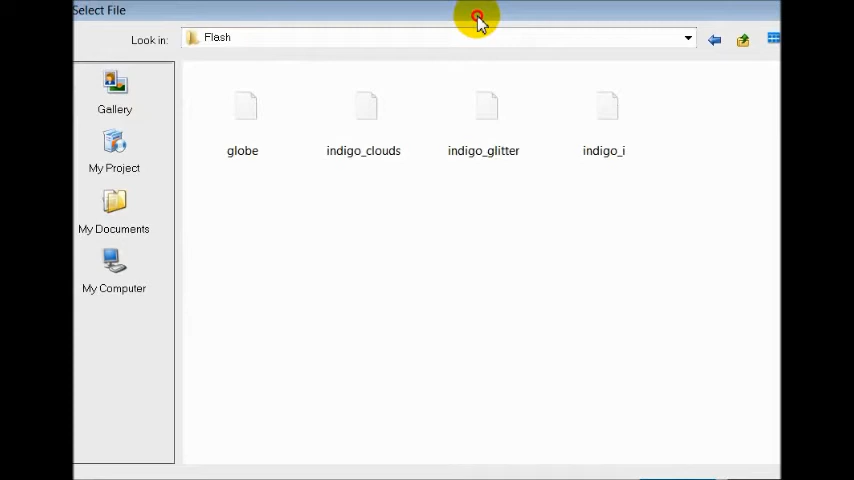 Select File
Look in: Flash
Gallery
My Project
My Documents
My Computer
globe indigo_clouds indigo_glitter indigo_i